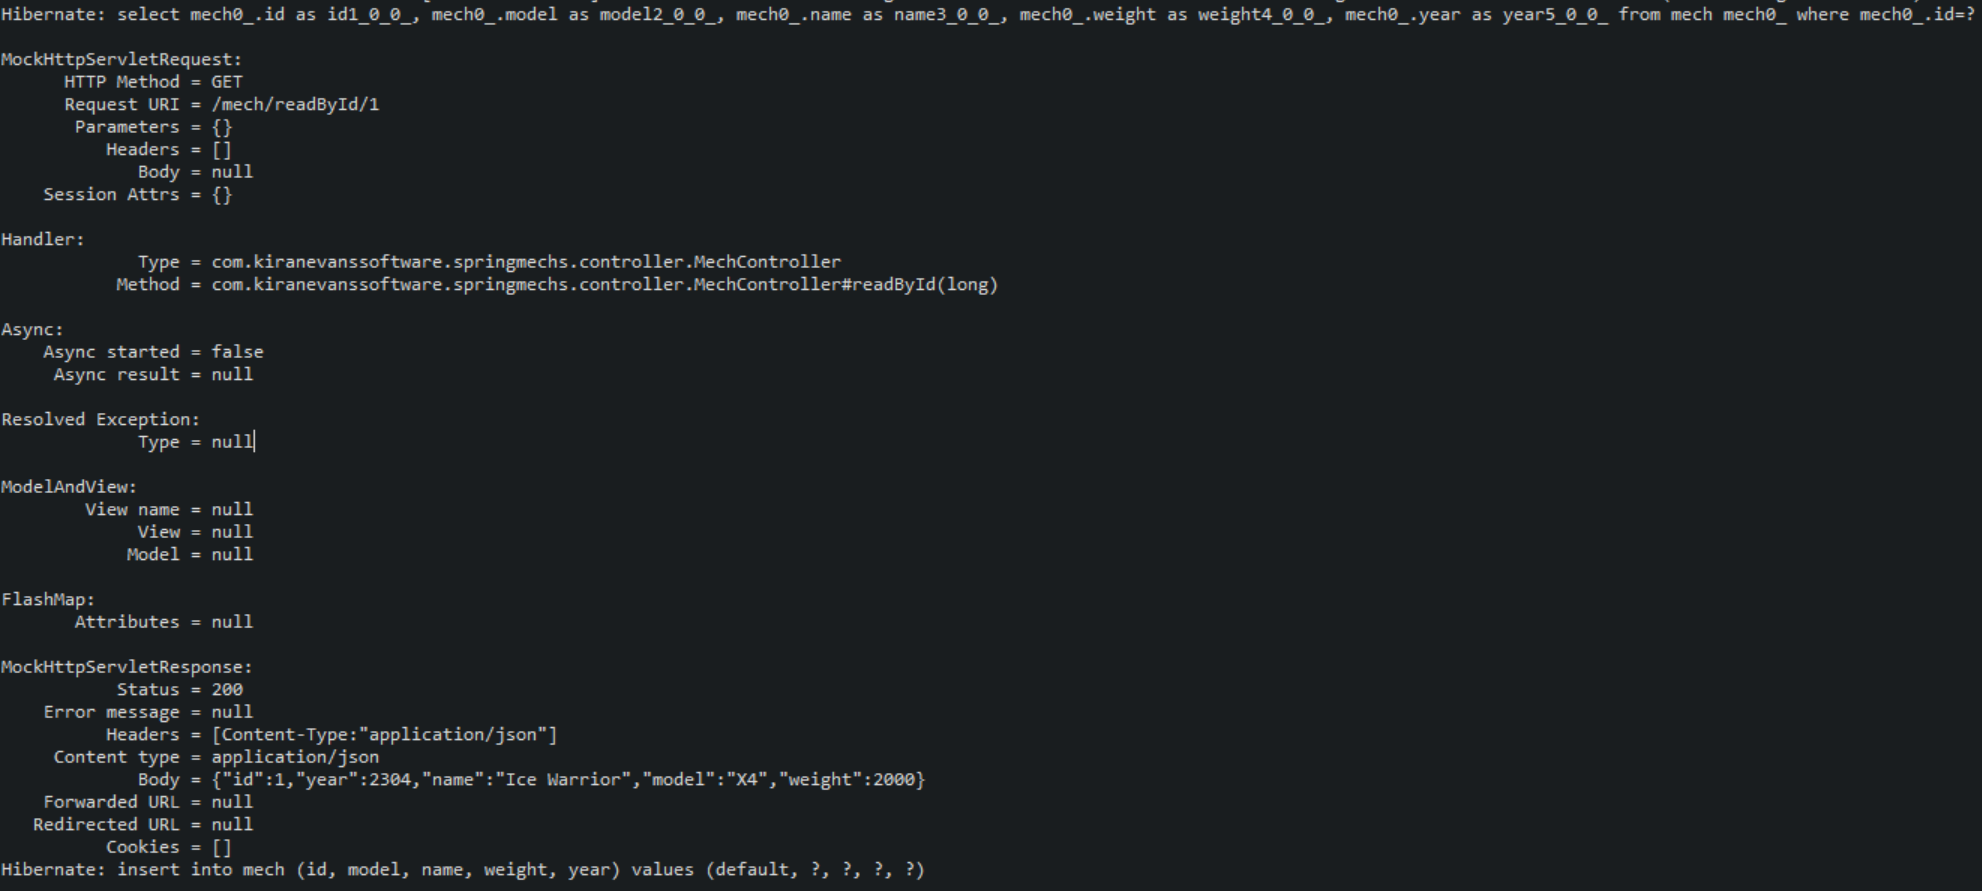 Hibernate: select mech0_.id as id1_0_0_, mech0_.model as model2_0_0_, mech0_.name as name3_0_0_, mech0_.weight as weight4_0_0_, mech0_.year as year5_0_0_ from mech mech0_ where mech0_.id=?
MockHttpServletRequest:
HTTP Method = GET
Request URI = /mech/readById/1
Parameters = {}
Headers = []
Body = null
Session Attrs = {}
Handler:
Type = com.kiranevanssoftware.springmechs.controller.MechController
Method = com.kiranevanssoftware.springmechs.controller.MechController#readById(long)
Async:
Async started = false
Async result = null
Resolved Exception:
Type = null
ModelAndView:
View name = null
View = null
Model = null
FlashMap:
Attributes = null
MockHttpServletResponse:
Status = 200
Error message = null
Headers = [Content-Type:"application/json"]
Content type = application/json
Body = {"id":1,"year":2304,"name":"Ice Warrior","model":"X4","weight":2000}
Forwarded URL = null
Redirected URL = null
Cookies = []
Hibernate: insert into mech (id, model, name, weight, year) values (default, ?, ?, ?, ?)